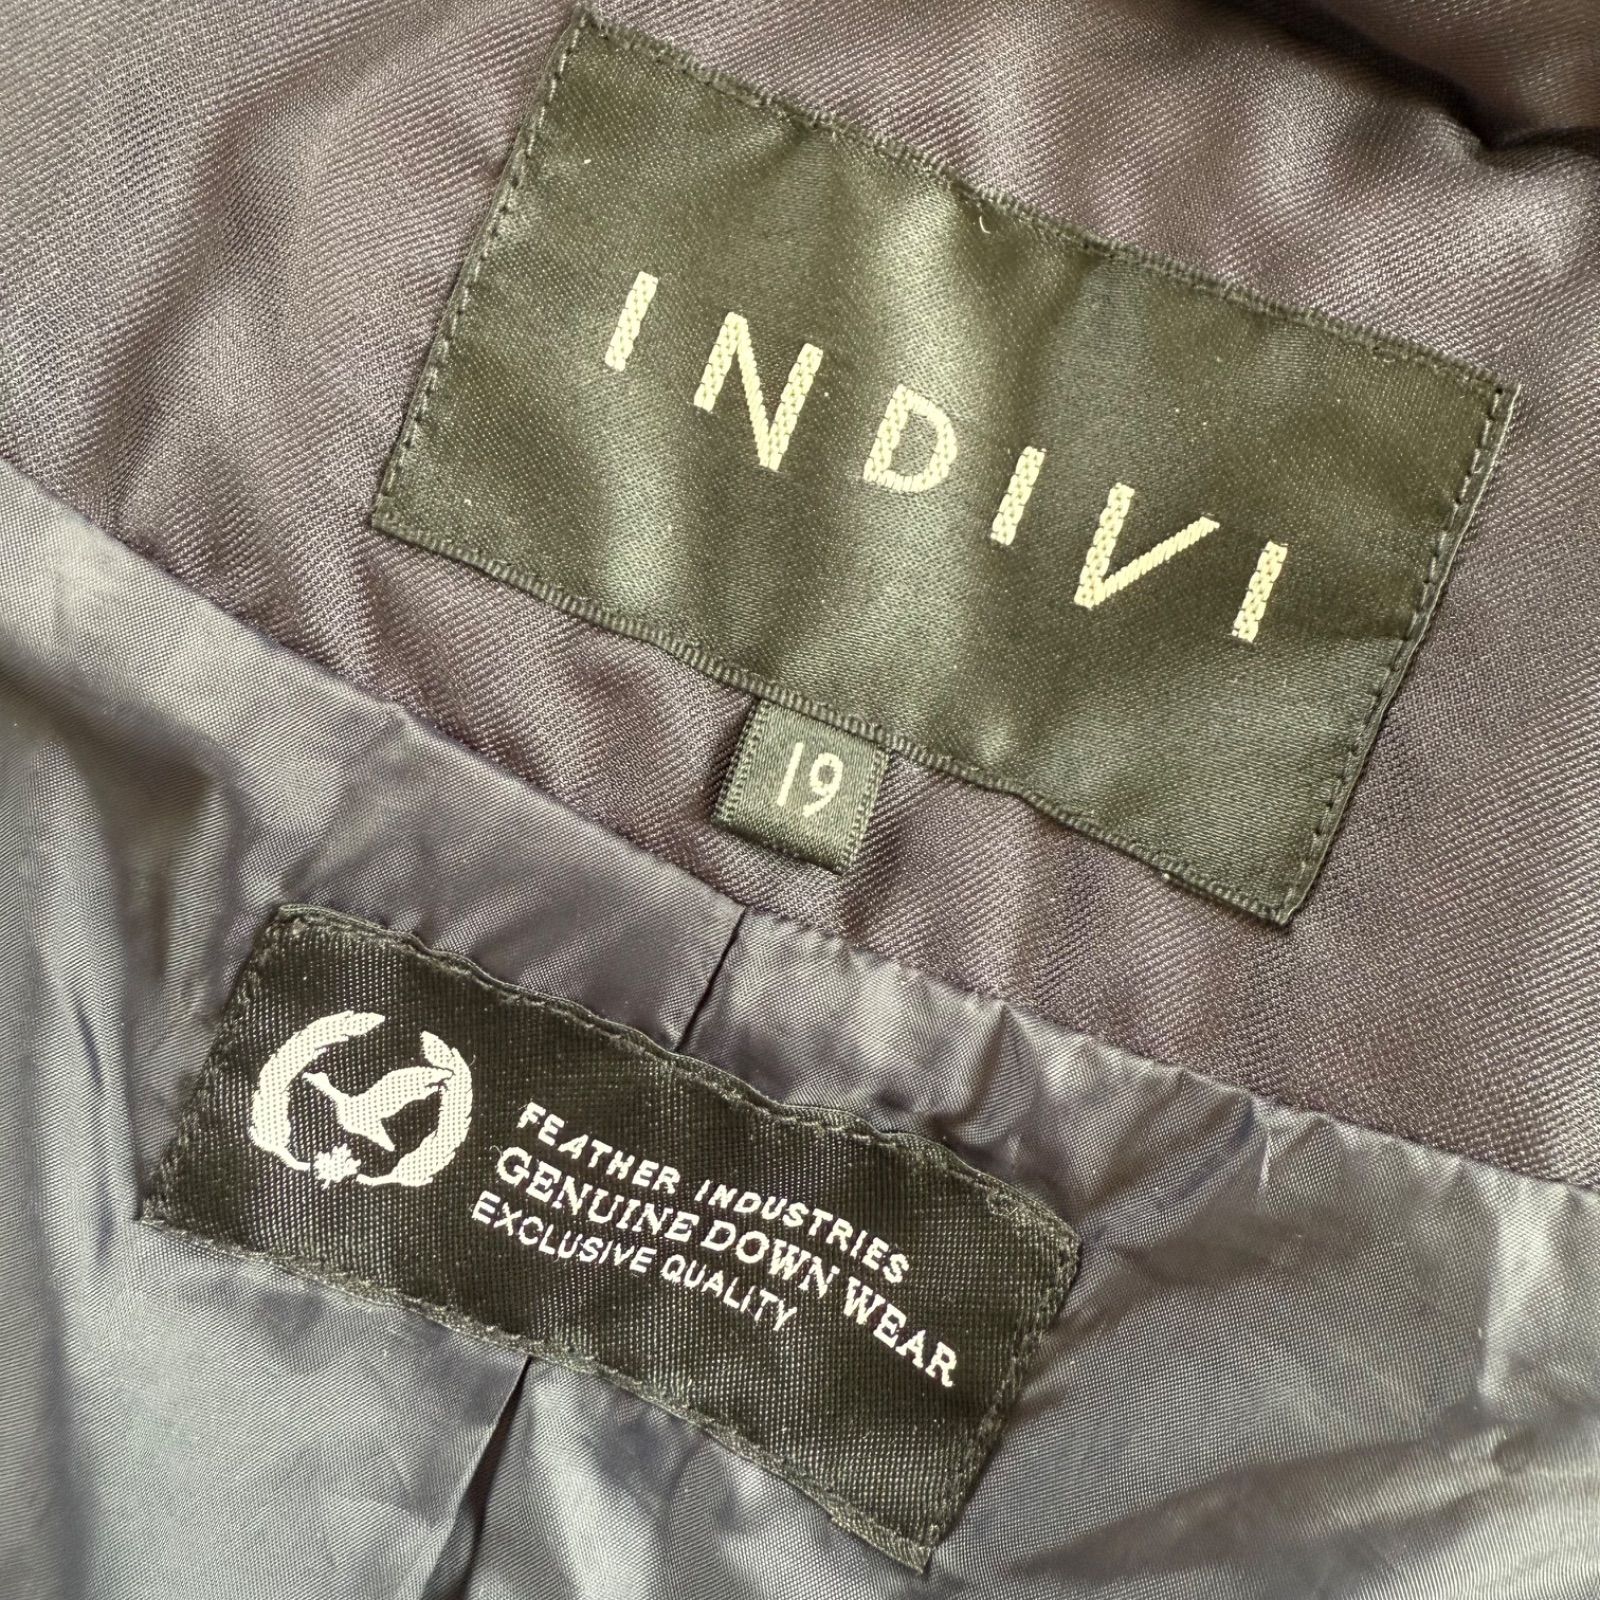 INDIVI
19
FEATHER INDUSTRIES
GENUINE DOWN WEAR
EXCLUSIVE QUALITY